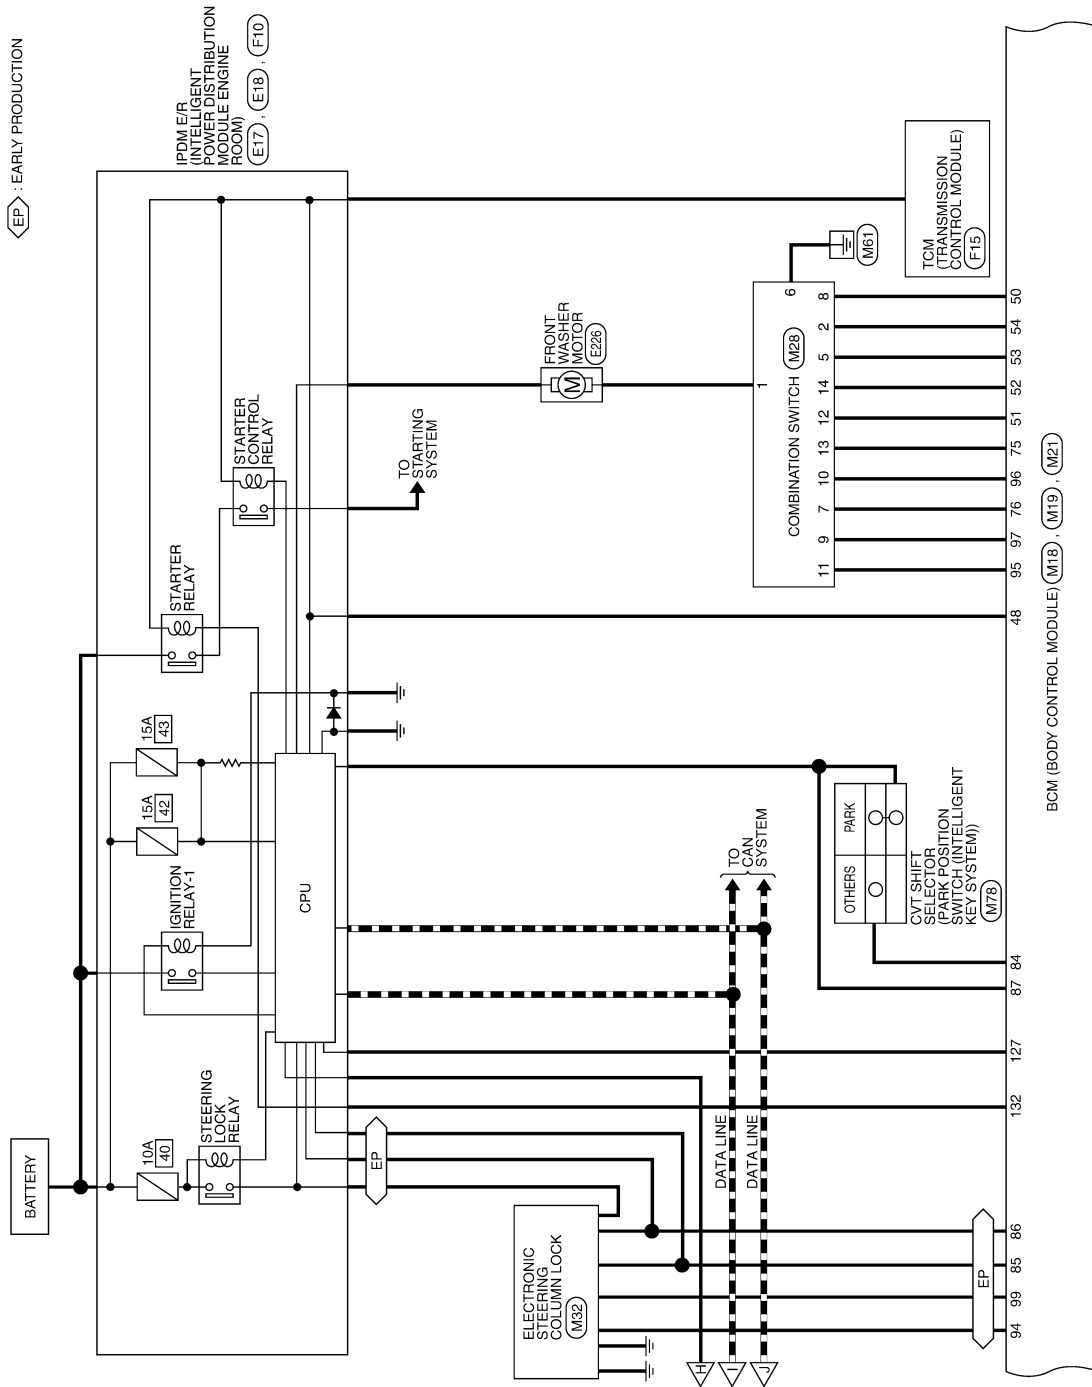 EP : EARLY PRODUCTION
BATTERY
IPDM E/R
(INTELLIGENT
POWER DISTRIBUTION
MODULE ENGINE
ROOM)
E17 , E18 , F10
10A
40
STEERING
LOCK
RELAY
IGNITION
RELAY-1
15A
42
15A
43
STARTER
RELAY
STARTER
CONTROL
RELAY
CPU
EP
TO
STARTING
SYSTEM
ELECTRONIC
STEERING
COLUMN LOCK
M32
FRONT
WASHER
MOTOR
E226
M
DATA LINE
DATA LINE
TO
CAN
SYSTEM
H
I
J
OTHERS
PARK
CVT SHIFT
SELECTOR
(PARK POSITION
SWITCH (INTELLIGENT
KEY SYSTEM))
M78
COMBINATION SWITCH M28
1
6
11 9 7 10 13 12 14 5 2 8
M61
TCM
(TRANSMISSION
CONTROL MODULE)
F15
EP
94 99 85 86 132 127 87 84 48 95 97 76 96 75 51 52 53 54 50
BCM (BODY CONTROL MODULE) M18 , M19 , M21